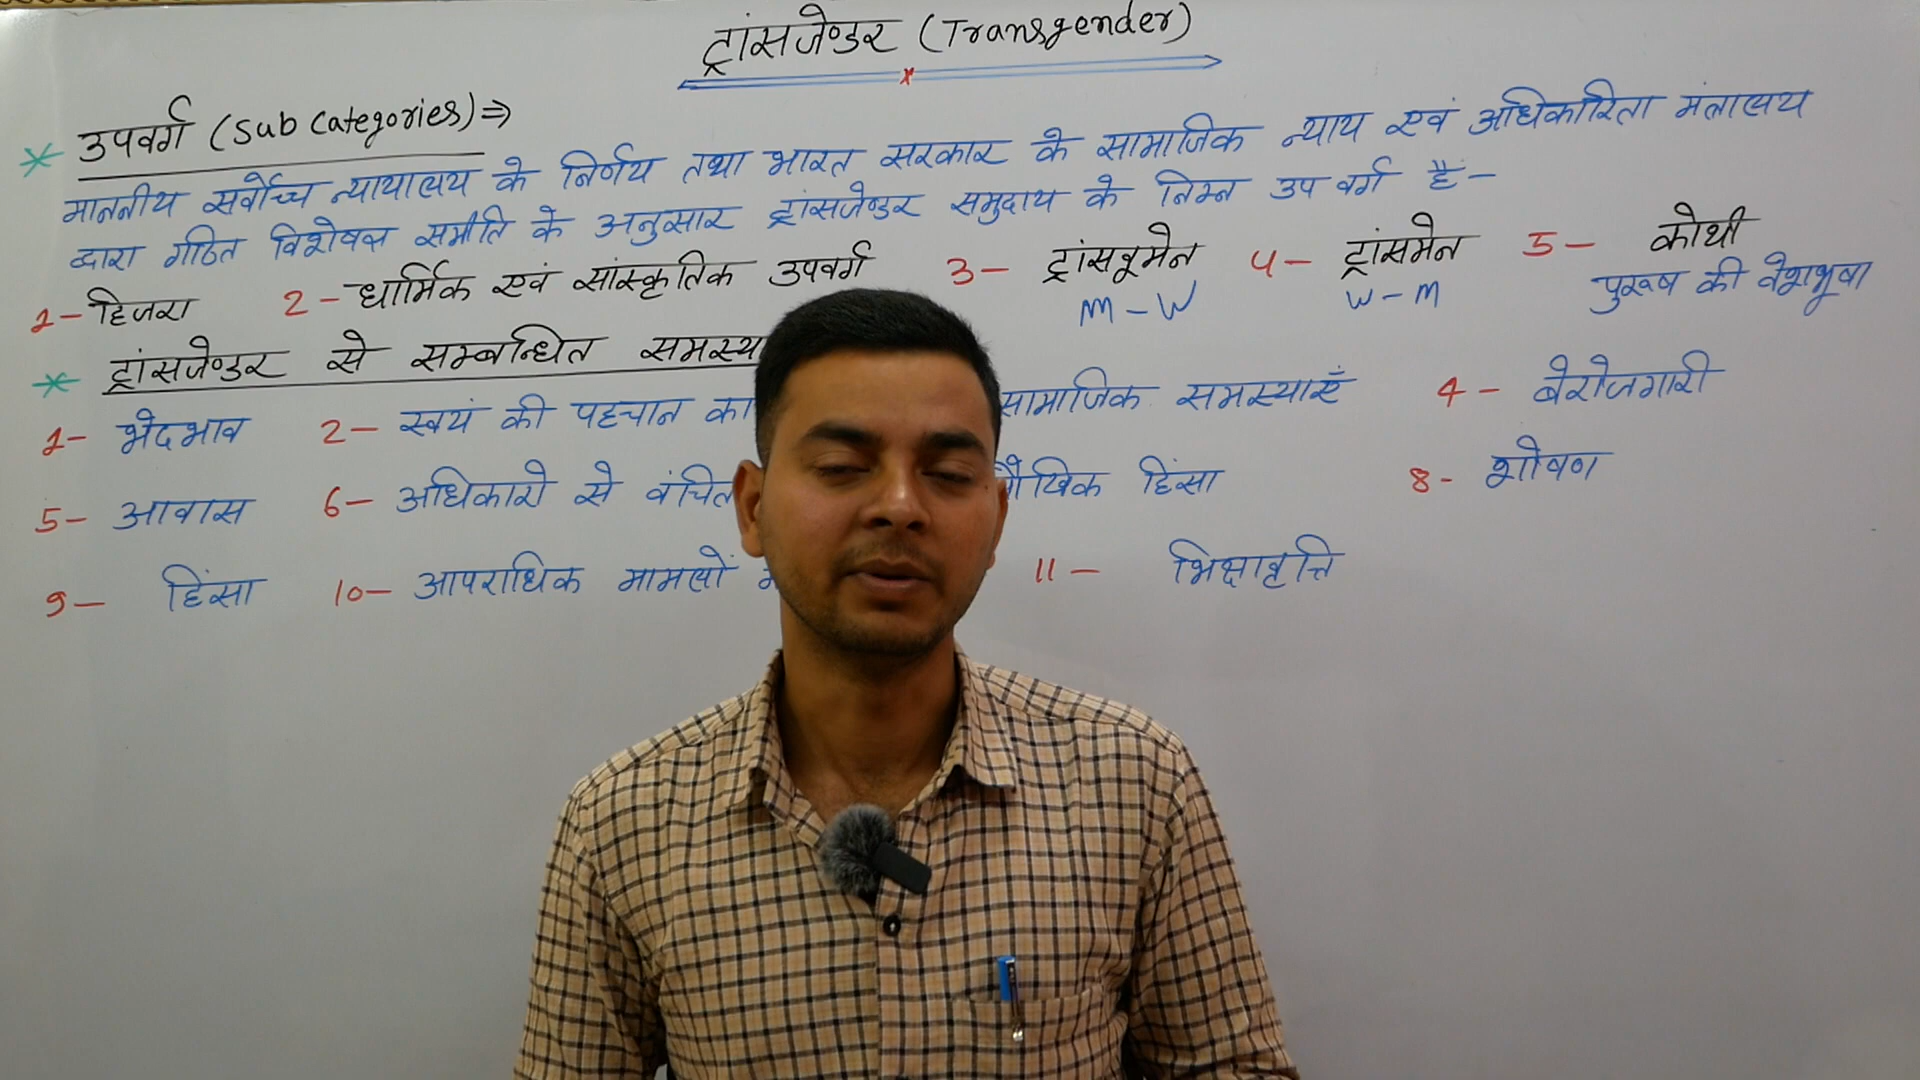 ट्रांसजेण्डर (Transgender)
उपवर्ग (Sub Categories) ⇒
माननीय सर्वोच्च न्यायालय के निर्णय तथा भारत सरकार के सामाजिक न्याय एवं अधिकारिता मंत्रालय
द्वारा गठित विशेषज्ञ समीति के अनुसार ट्रांसजेण्डर समुदाय के निम्न उप वर्ग है-
1- हिजरा 2- धार्मिक एवं सांस्कृतिक उपवर्ग 3- ट्रांसवूमेन 4- ट्रांसमेन 5- कोथी
M-W W-M पुरूष की वेशभूषा
ट्रांसजेण्डर से सम्बन्धित
1- भेदभाव 2- स्वयं की पहचान का सामाजिक समस्याएँ 4- बेरोजगारी
5- आवास 6- अधिकारो से वंचित हिंसा 8- शोषण
9- हिंसा 10- आपराधिक मामलों 11- भिक्षावृत्ति